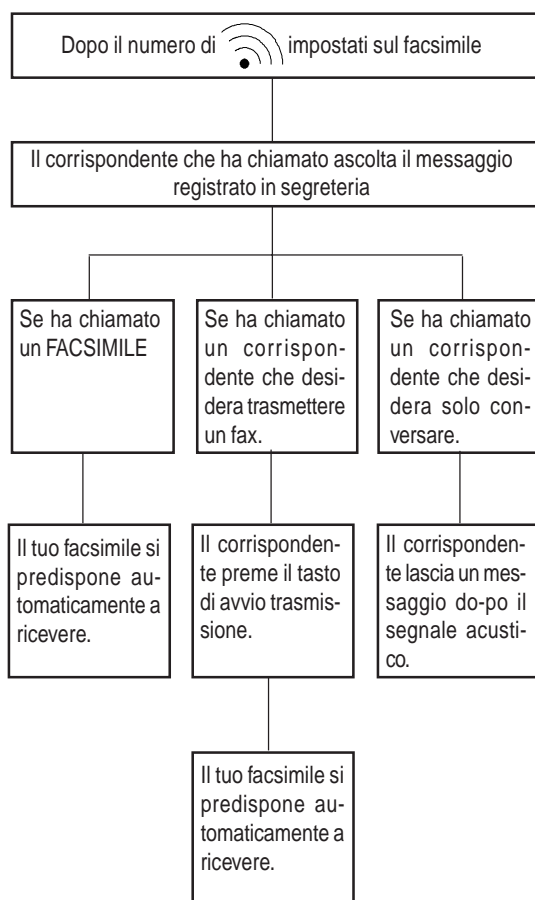 Dopo il numero di impostati sul facsimile
Il corrispondente che ha chiamato ascolta il messaggio
registrato in segreteria
Se ha chiamato
un FACSIMILE
Se ha chiamato
un corrispon-
dente che desi-
dera trasmettere
un fax.
Se ha chiamato
un corrispon-
dente che desi-
dera solo con-
versare.
Il tuo facsimile si
predispone au-
tomaticamente a
ricevere.
Il corrisponden-
te preme il tasto
di avvio trasmis-
sione.
Il corrisponden-
te lascia un mes-
saggio do-po il
segnale acusti-
co.
Il tuo facsimile si
predispone au-
tomaticamente a
ricevere.